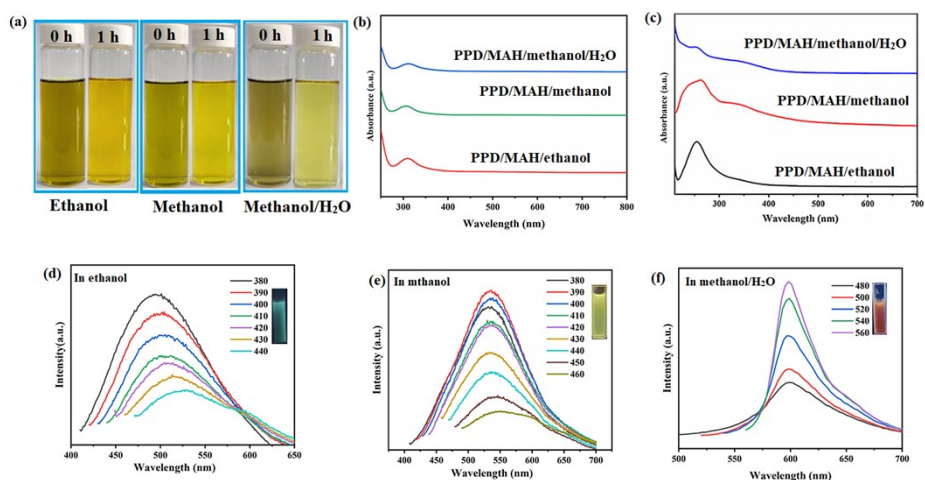 (a)
0 h 1 h
0 h 1 h
0 h 1 h
Ethanol
Methanol
Methanol/H₂O
(b)
Absorbance (a.u.)
PPD/MAH/methanol/H₂O
PPD/MAH/methanol
PPD/MAH/ethanol
300 400 500 600 700 800
Wavelength (nm)
(c)
Absorbance (a.u.)
PPD/MAH/methanol/H₂O
PPD/MAH/methanol
PPD/MAH/ethanol
300 400 500 600 700
Wavelength (nm)
(d)
In ethanol
Intensity(a.u.)
380
390
400
410
420
430
440
400 450 500 550 600 650
Wavelength (nm)
(e)
In mthanol
Intensity(a.u.)
380
390
400
410
420
430
440
450
460
400 450 500 550 600 650 700
Wavelength (nm)
(f)
In methanol/H₂O
Intensity (a.u.)
480
500
520
540
560
500 550 600 650 700
Wavelength (nm)